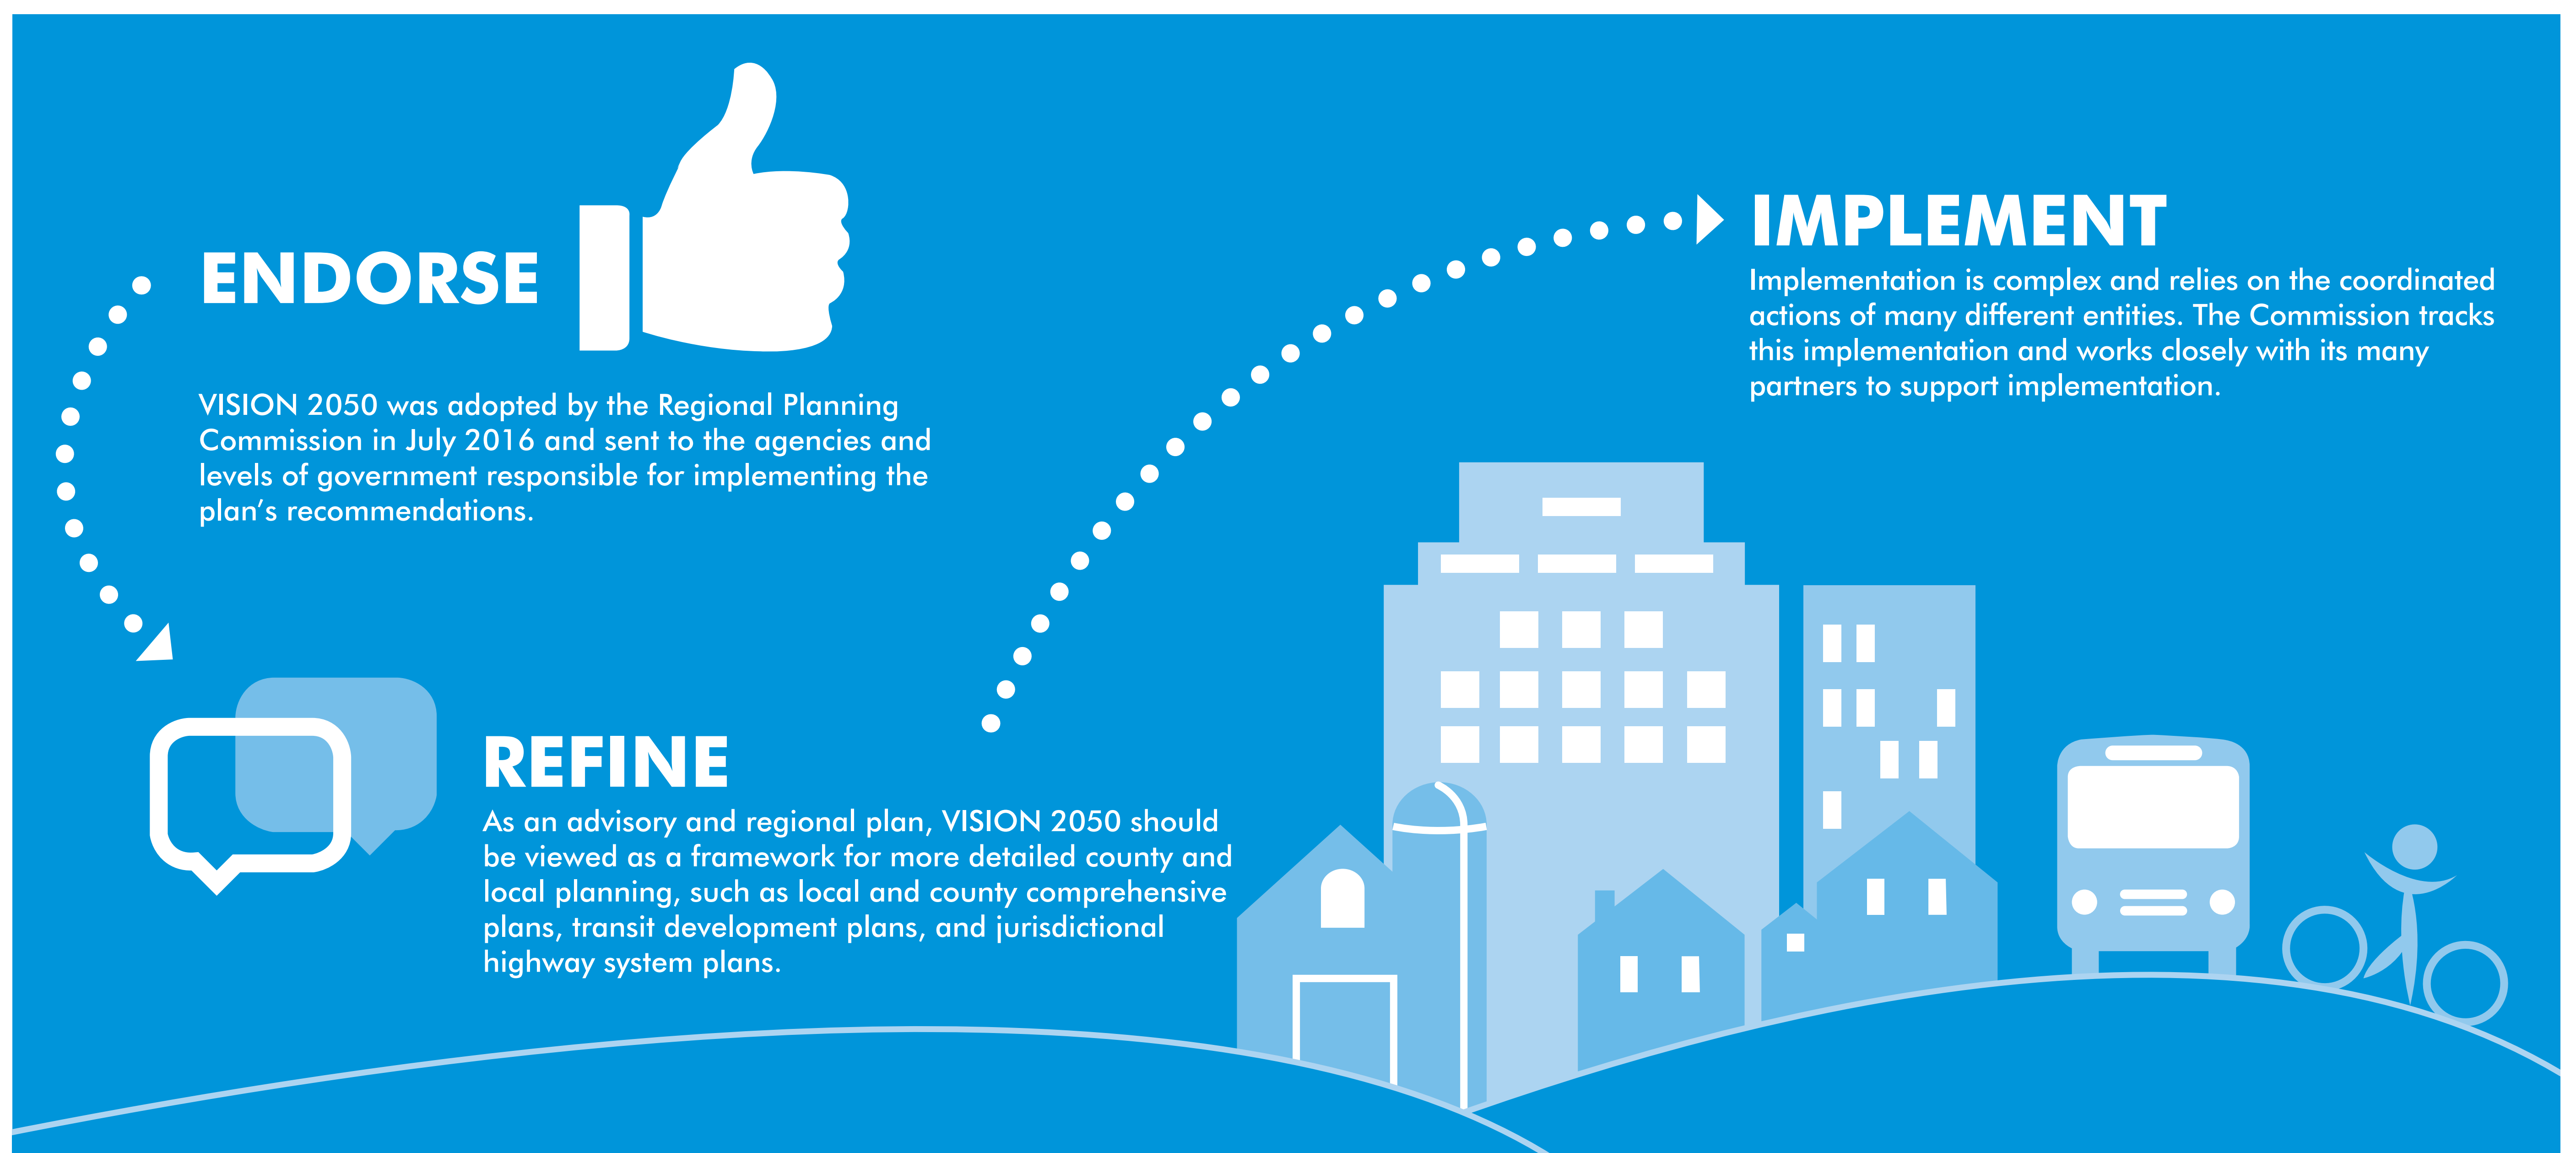 ENDORSE
VISION 2050 was adopted by the Regional Planning
Commission in July 2016 and sent to the agencies and
levels of government responsible for implementing the
plan’s recommendations.
REFINE
As an advisory and regional plan, VISION 2050 should
be viewed as a framework for more detailed county and
local planning, such as local and county comprehensive
plans, transit development plans, and jurisdictional
highway system plans.
IMPLEMENT
Implementation is complex and relies on the coordinated
actions of many different entities. The Commission tracks
this implementation and works closely with its many
partners to support implementation.